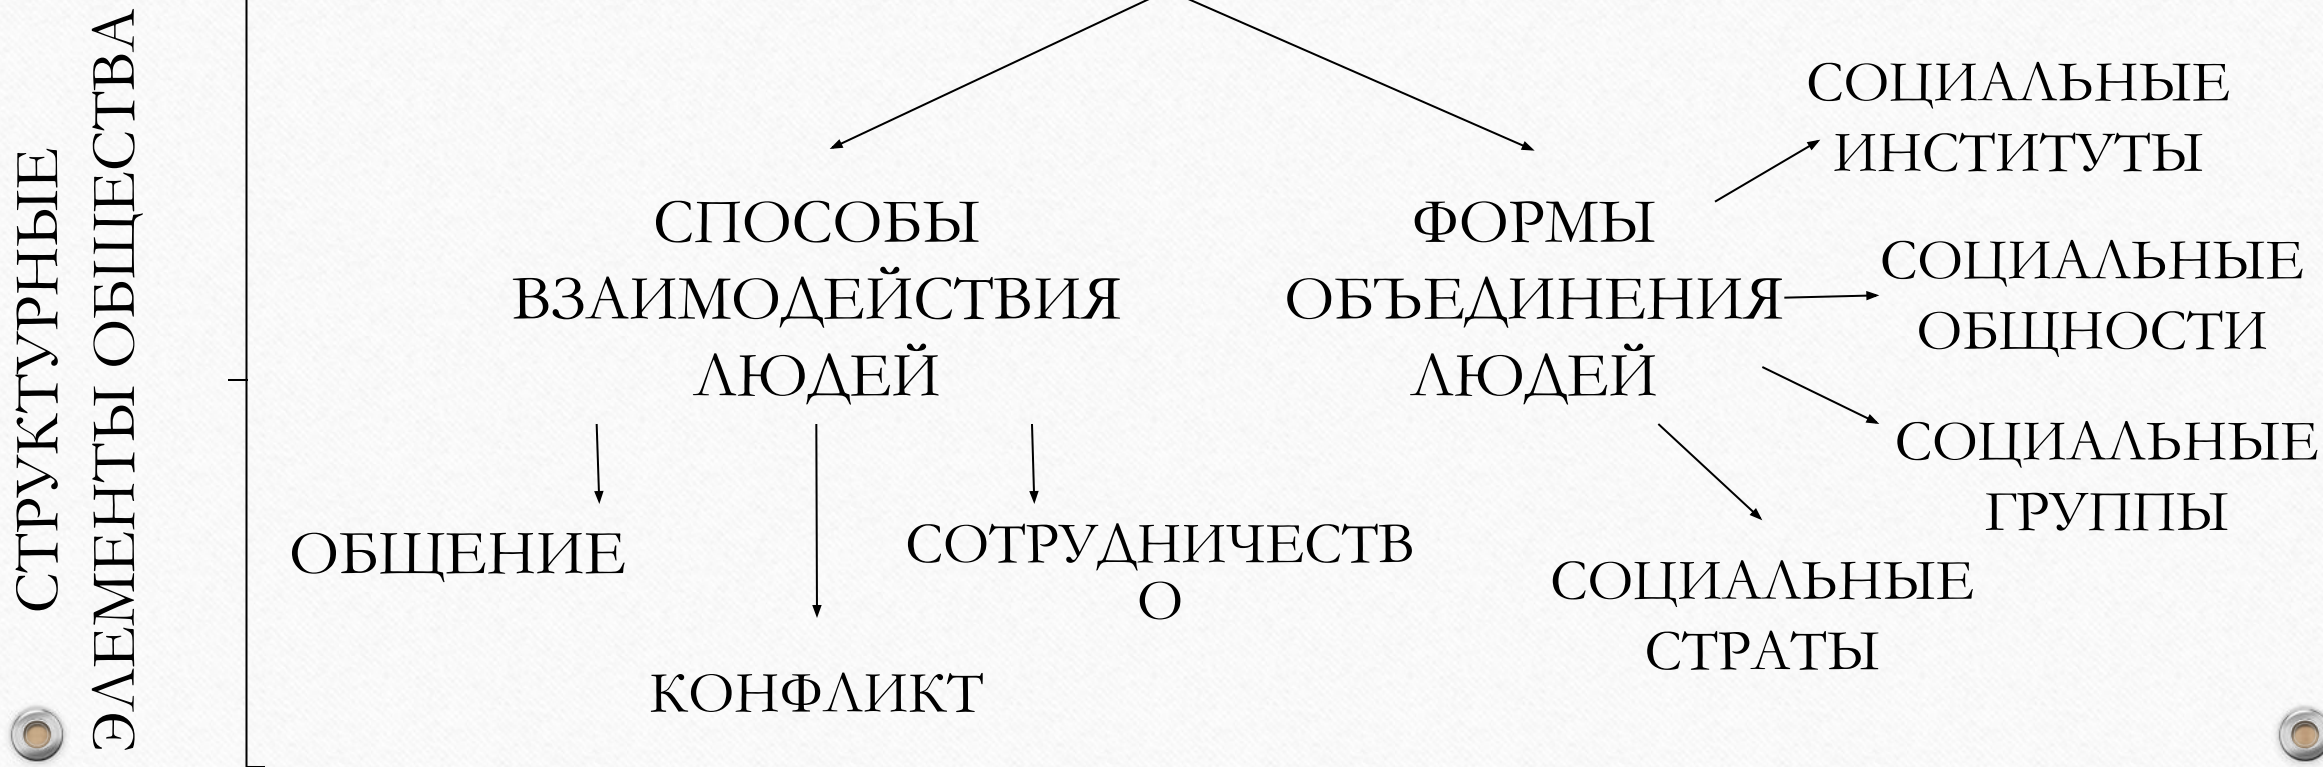 СТРУКТУРНЫЕ
ЭЛЕМЕНТЫ ОБЩЕСТВА
СПОСОБЫ
ВЗАИМОДЕЙСТВИЯ
ЛЮДЕЙ
ОБЩЕНИЕ
КОНФЛИКТ
СОТРУДНИЧЕСТВ
О
ФОРМЫ
ОБЪЕДИНЕНИЯ
ЛЮДЕЙ
СОЦИАЛЬНЫЕ
ИНСТИТУТЫ
СОЦИАЛЬНЫЕ
ОБЩНОСТИ
СОЦИАЛЬНЫЕ
ГРУППЫ
СОЦИАЛЬНЫЕ
СТРАТЫ